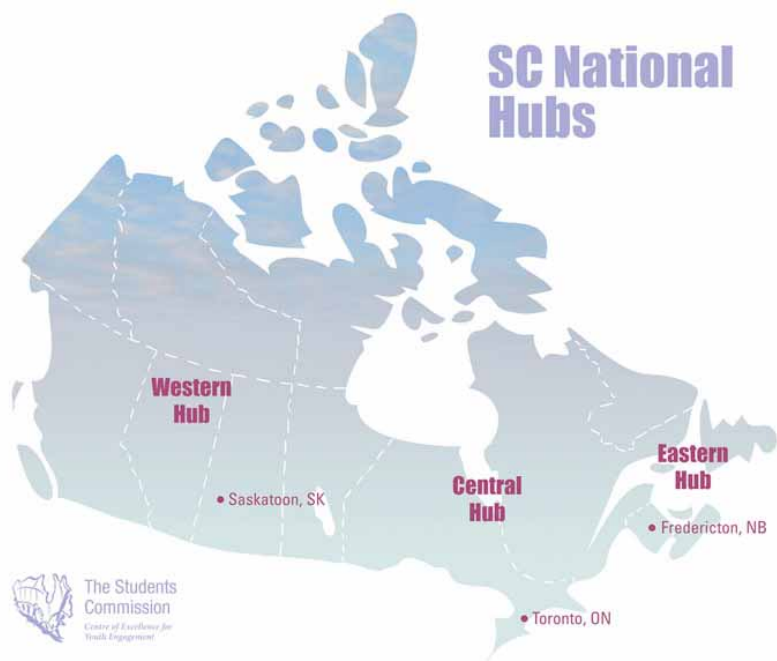 SC National
Hubs
Western
Hub
Eastern
Hub
Central
Hub
Saskatoon, SK
Fredericton, NB
Toronto, ON
The Students
Commission
Centre of Excellence for
Youth Engagement